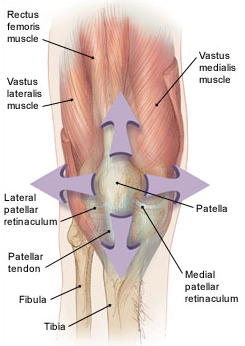 Rectus
femoris
muscle
Vastus
medialis
muscle
Vastus
lateralis
muscle
Lateral
patellar
retinaculum
Patella
Patellar
tendon
Medial
patellar
retinaculum
Fibula
Tibia